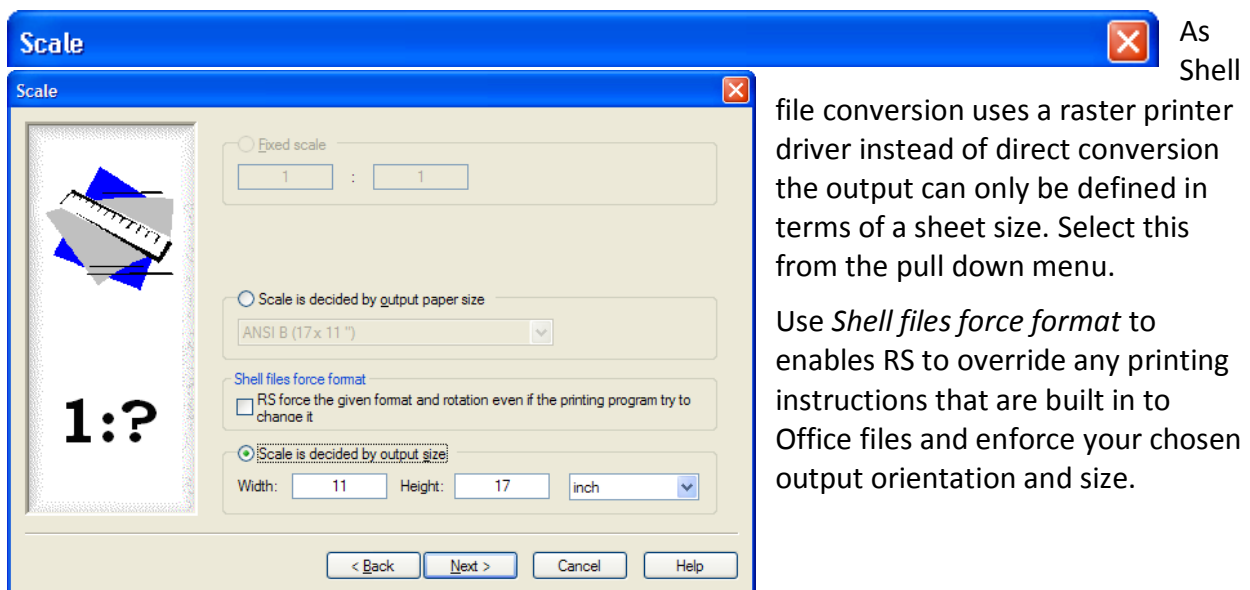 Scale
Scale
Fixed scale
1 : 1
Scale is decided by output paper size
ANSI B (17 x 11 ")
Shell files force format
RS force the given format and rotation even if the printing program try to
change it
Scale is decided by output size
Width: 11 Height: 17 inch
1:?
< Back Next > Cancel Help
As
Shell
file conversion uses a raster printer
driver instead of direct conversion
the output can only be defined in
terms of a sheet size. Select this
from the pull down menu.
Use Shell files force format to
enables RS to override any printing
instructions that are built in to
Office files and enforce your chosen
output orientation and size.